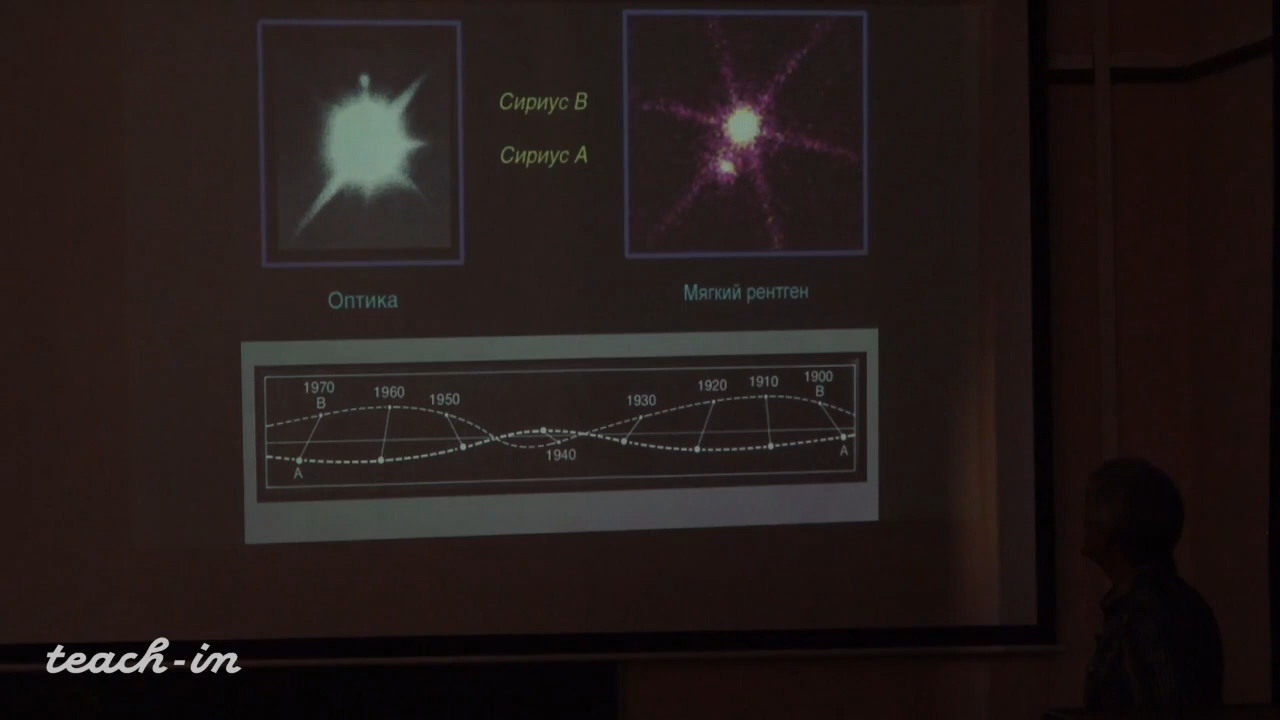 Сириус В
Сириус А
Оптика
Мягкий рентген
1970
B
1960
1950
1940
1930
1920
1910
1900
B
A
A
teach-in